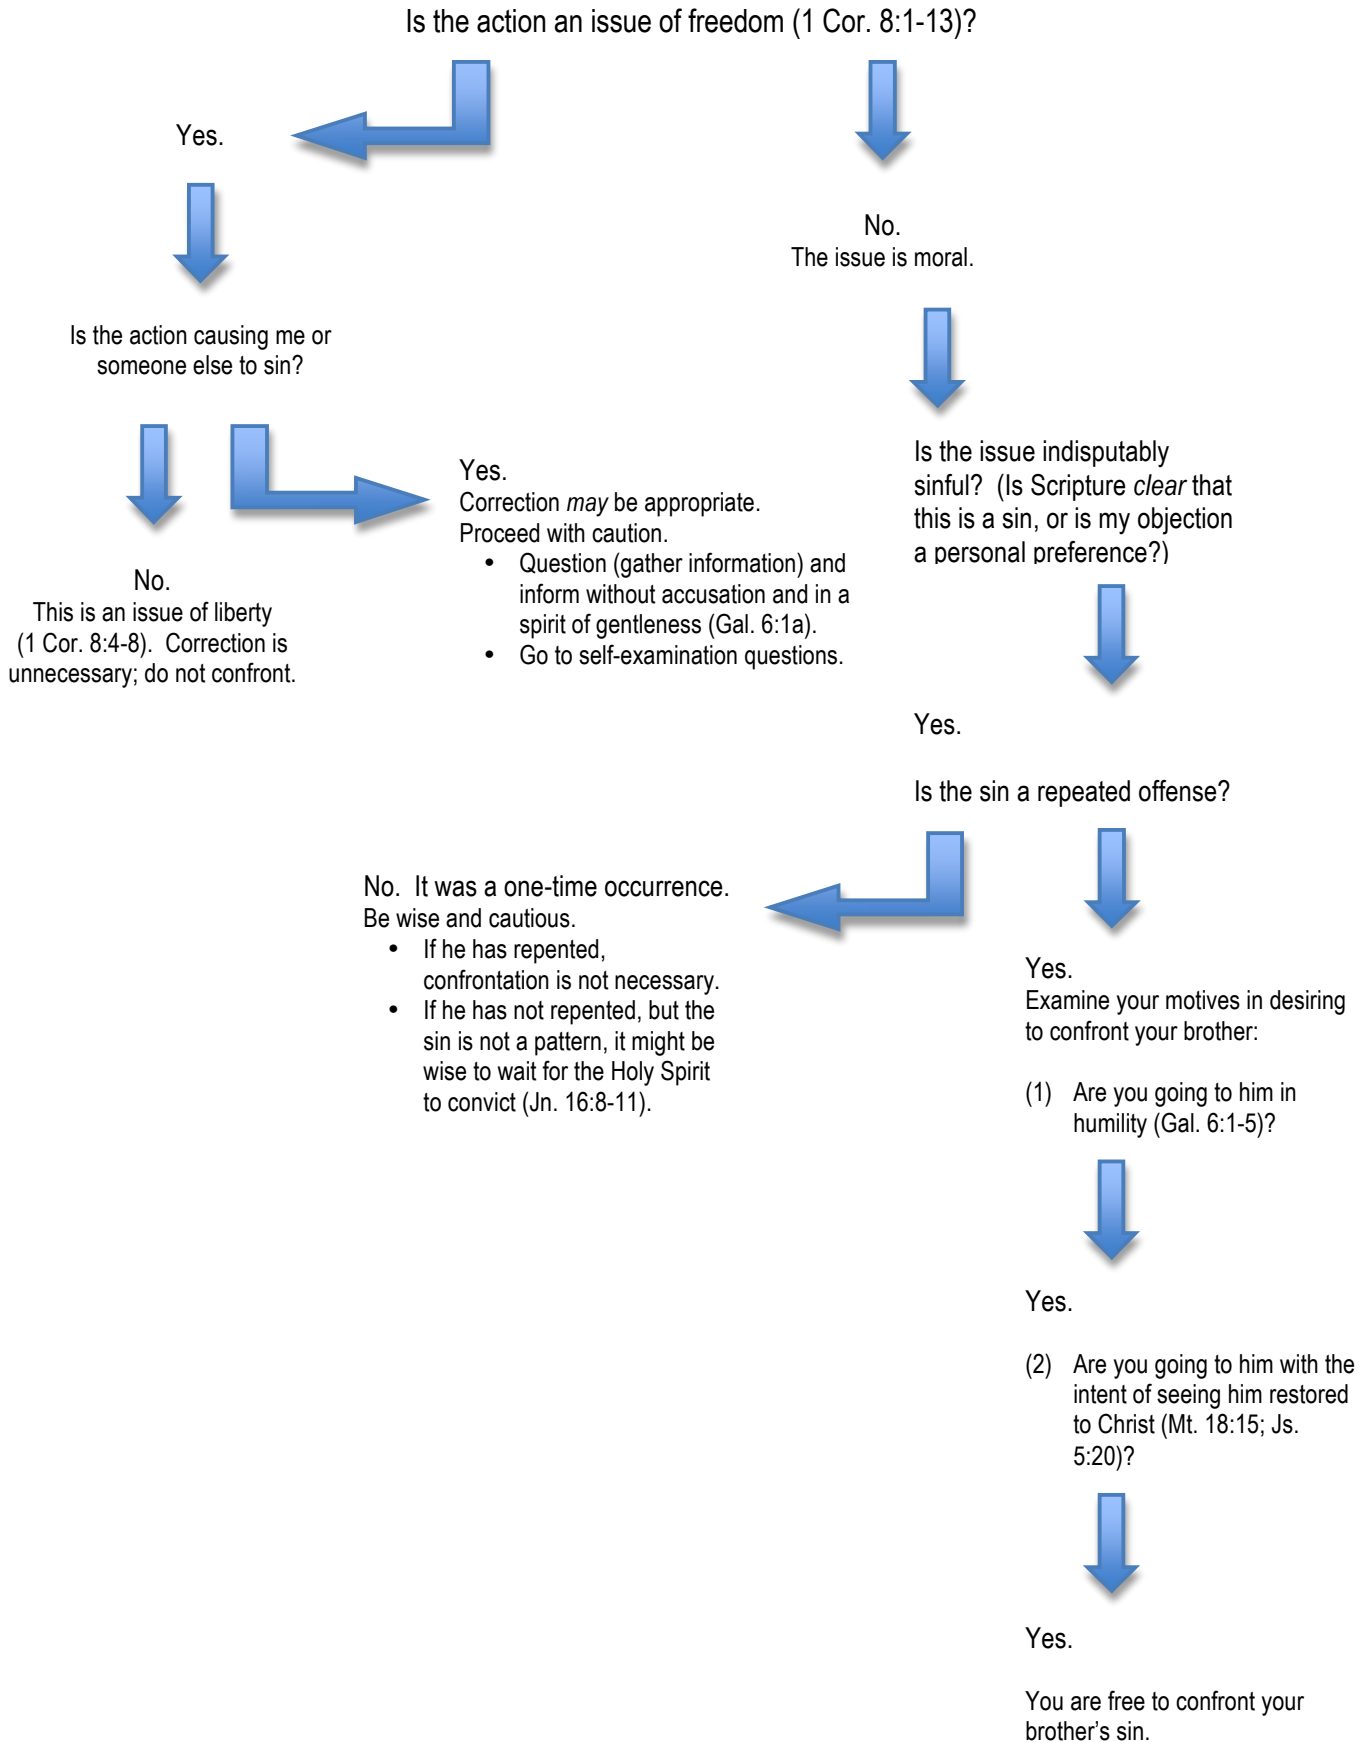 Is the action an issue of freedom (1 Cor. 8:1-13)?
Yes.
No.
The issue is moral.
Is the action causing me or
someone else to sin?
Yes.
Correction may be appropriate.
Proceed with caution.
• Question (gather information) and
inform without accusation and in a
spirit of gentleness (Gal. 6:1a).
• Go to self-examination questions.
No.
This is an issue of liberty
(1 Cor. 8:4-8).  Correction is
unnecessary; do not confront.
Is the issue indisputably
sinful?  (Is Scripture clear that
this is a sin, or is my objection
a personal preference?)
Yes.
Is the sin a repeated offense?
No.  It was a one-time occurrence.
Be wise and cautious.
• If he has repented,
confrontation is not necessary.
• If he has not repented, but the
sin is not a pattern, it might be
wise to wait for the Holy Spirit
to convict (Jn. 16:8-11).
Yes.
Examine your motives in desiring
to confront your brother:
(1) Are you going to him in
humility (Gal. 6:1-5)?
Yes.
(2) Are you going to him with the
intent of seeing him restored
to Christ (Mt. 18:15; Js.
5:20)?
Yes.
You are free to confront your
brother's sin.